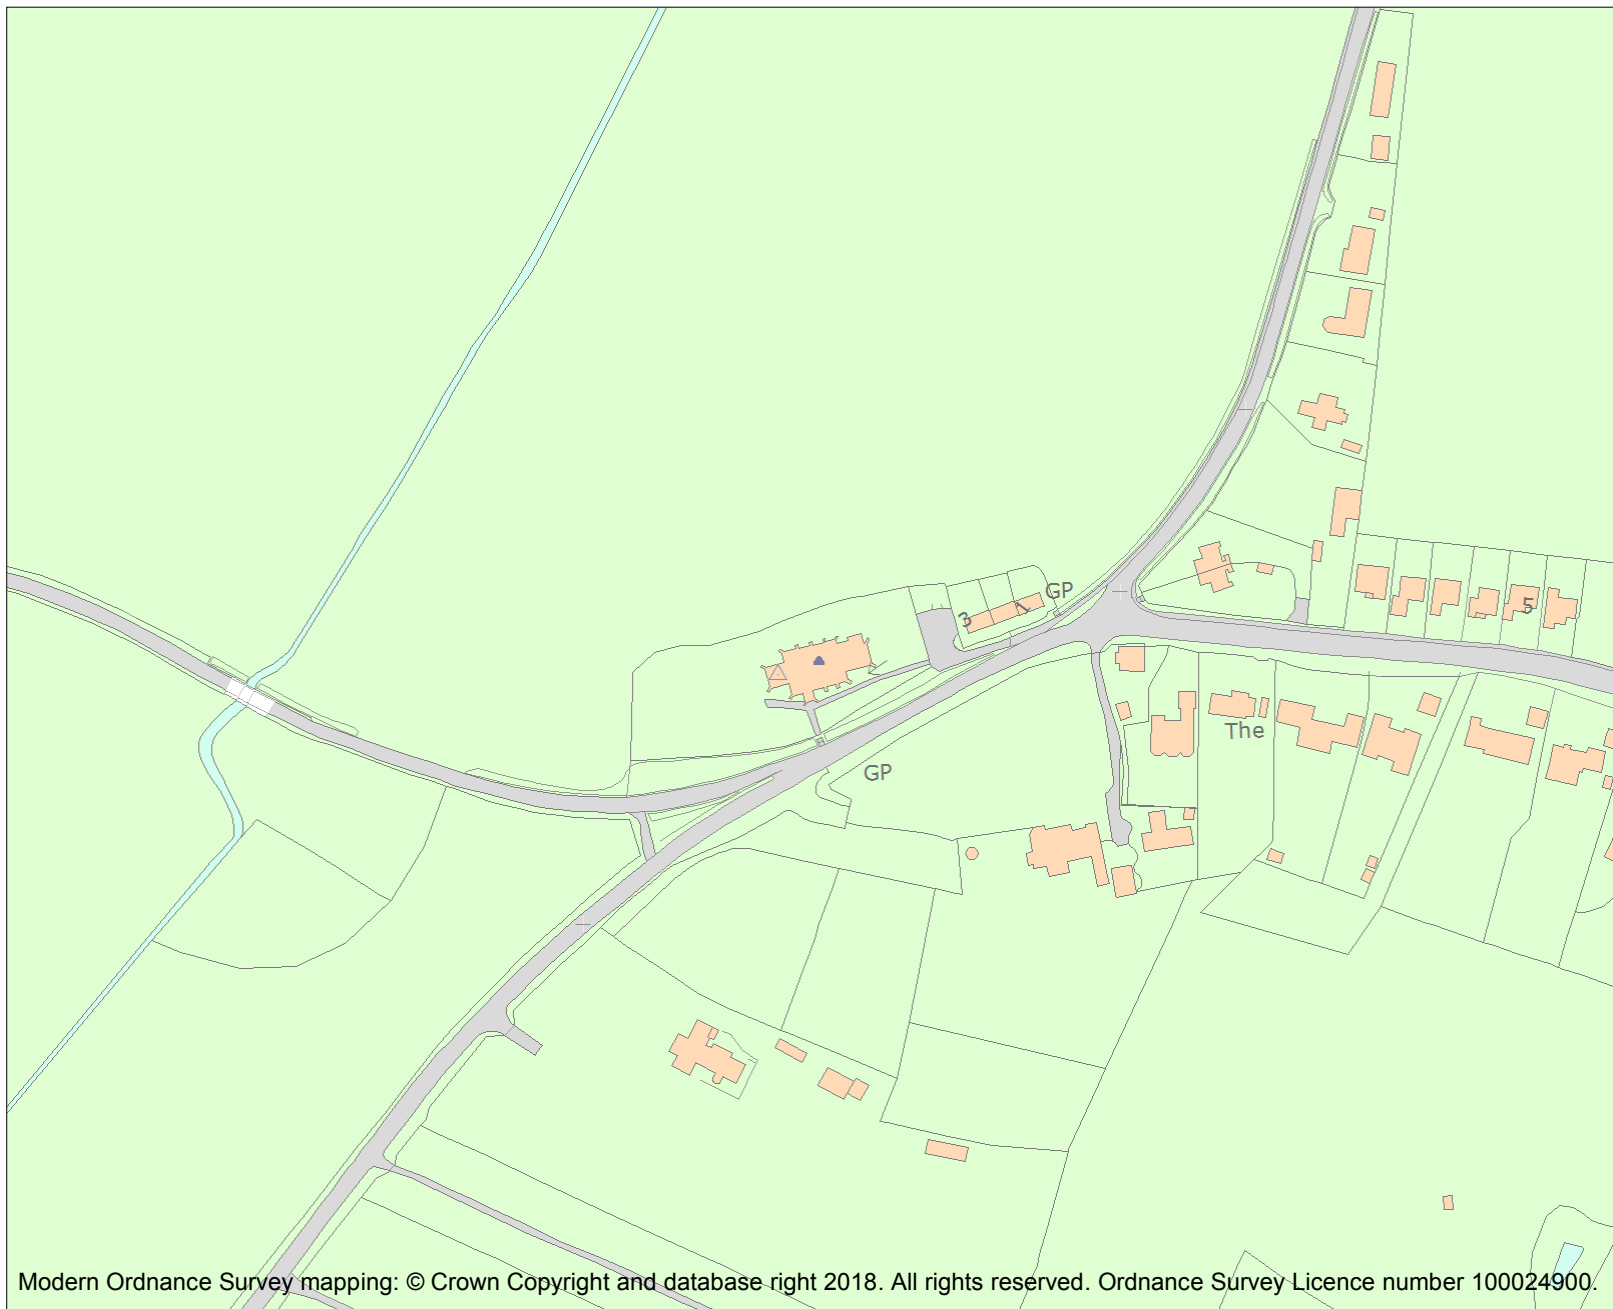 GP
3
1
5
The
GP
Modern Ordnance Survey mapping: © Crown Copyright and database right 2018. All rights reserved. Ordnance Survey Licence number 100024900.